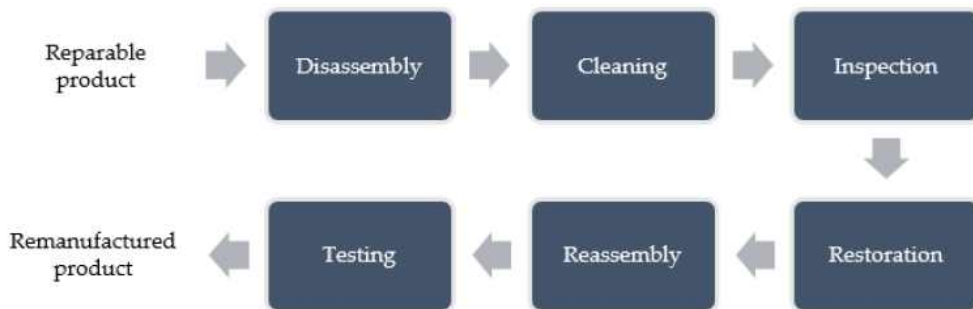 Reparable
product
Disassembly
Cleaning
Inspection
Restoration
Reassembly
Testing
Remanufactured
product